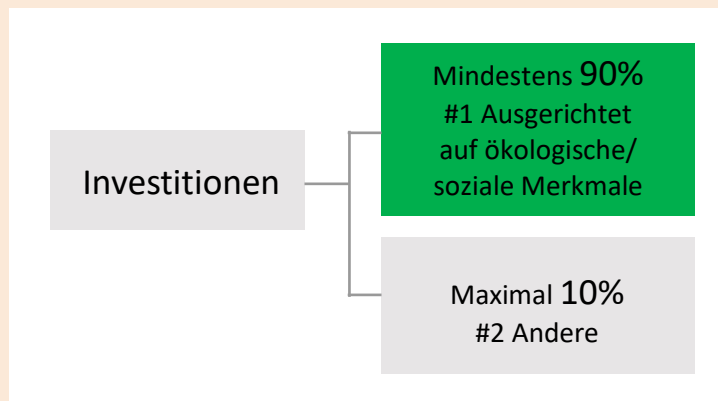 Investitionen
Mindestens 90%
#1 Ausgerichtet
auf ökologische/
soziale Merkmale
Maximal 10%
#2 Andere